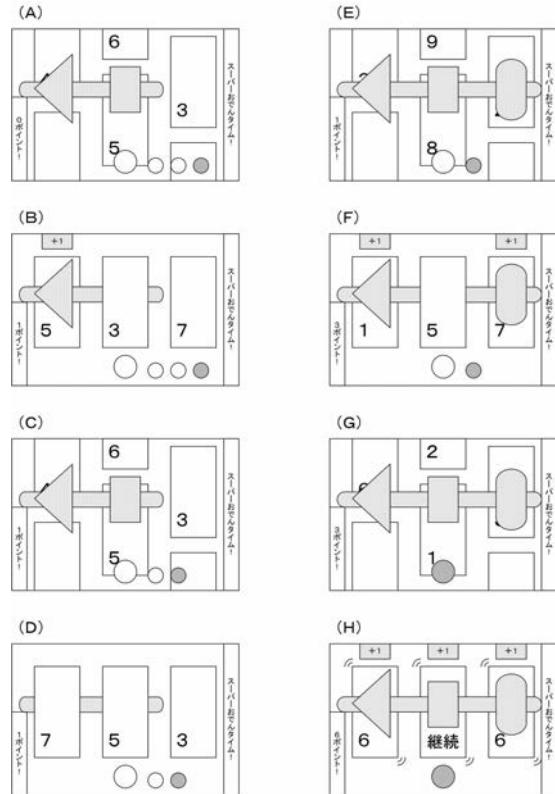 (A)
6
3
5
0ポイント!
スーパーおでんタイム!
(B)
+1
5
3
7
1ポイント!
スーパーおでんタイム!
(C)
6
3
5
1ポイント!
スーパーおでんタイム!
(D)
7
5
3
1ポイント!
スーパーおでんタイム!
(E)
9
8
1ポイント!
スーパーおでんタイム!
(F)
+1
+1
1
5
7
3ポイント!
スーパーおでんタイム!
(G)
2
1
3ポイント!
スーパーおでんタイム!
(H)
+1
+1
+1
6
継続
6
6ポイント!
スーパーおでんタイム!